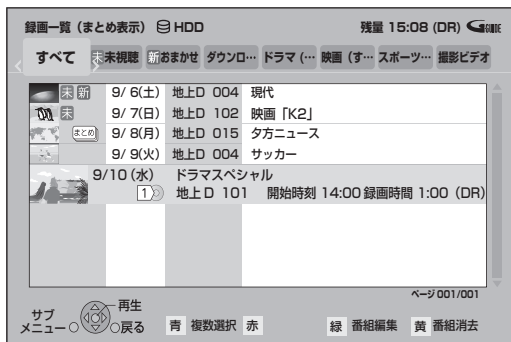 録画一覧（まとめ表示） HDD 残量 15:08 (DR) GGUIDE
すべて 未 未視聴 新 おまかせ ダウンロ… ドラマ (… 映画 (す… スポーツ… 撮影ビデオ
未 新 9/ 6(土) 地上D 004 現代
未 9/ 7(日) 地上D 102 映画「K2」
まとめ 9/ 8(月) 地上D 015 夕方ニュース
9/ 9(火) 地上D 004 サッカー
9/10 (水) ドラマスペシャル
1 地上D 101 開始時刻 14:00 録画時間 1:00 (DR)
ページ 001/001
サブメニュー 再生
戻る 青 複数選択 赤 緑 番組編集 黄 番組消去